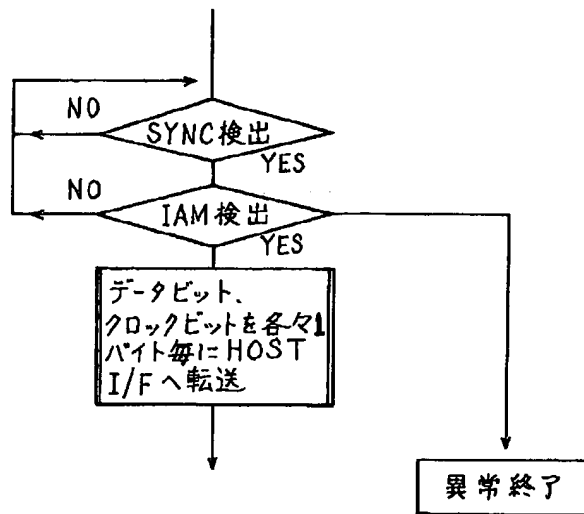 NO
SYNC検出
YES
NO
IAM検出
YES
データビット、
クロックビットを各々1
バイト毎にHOST
I/Fへ転送
異常終了